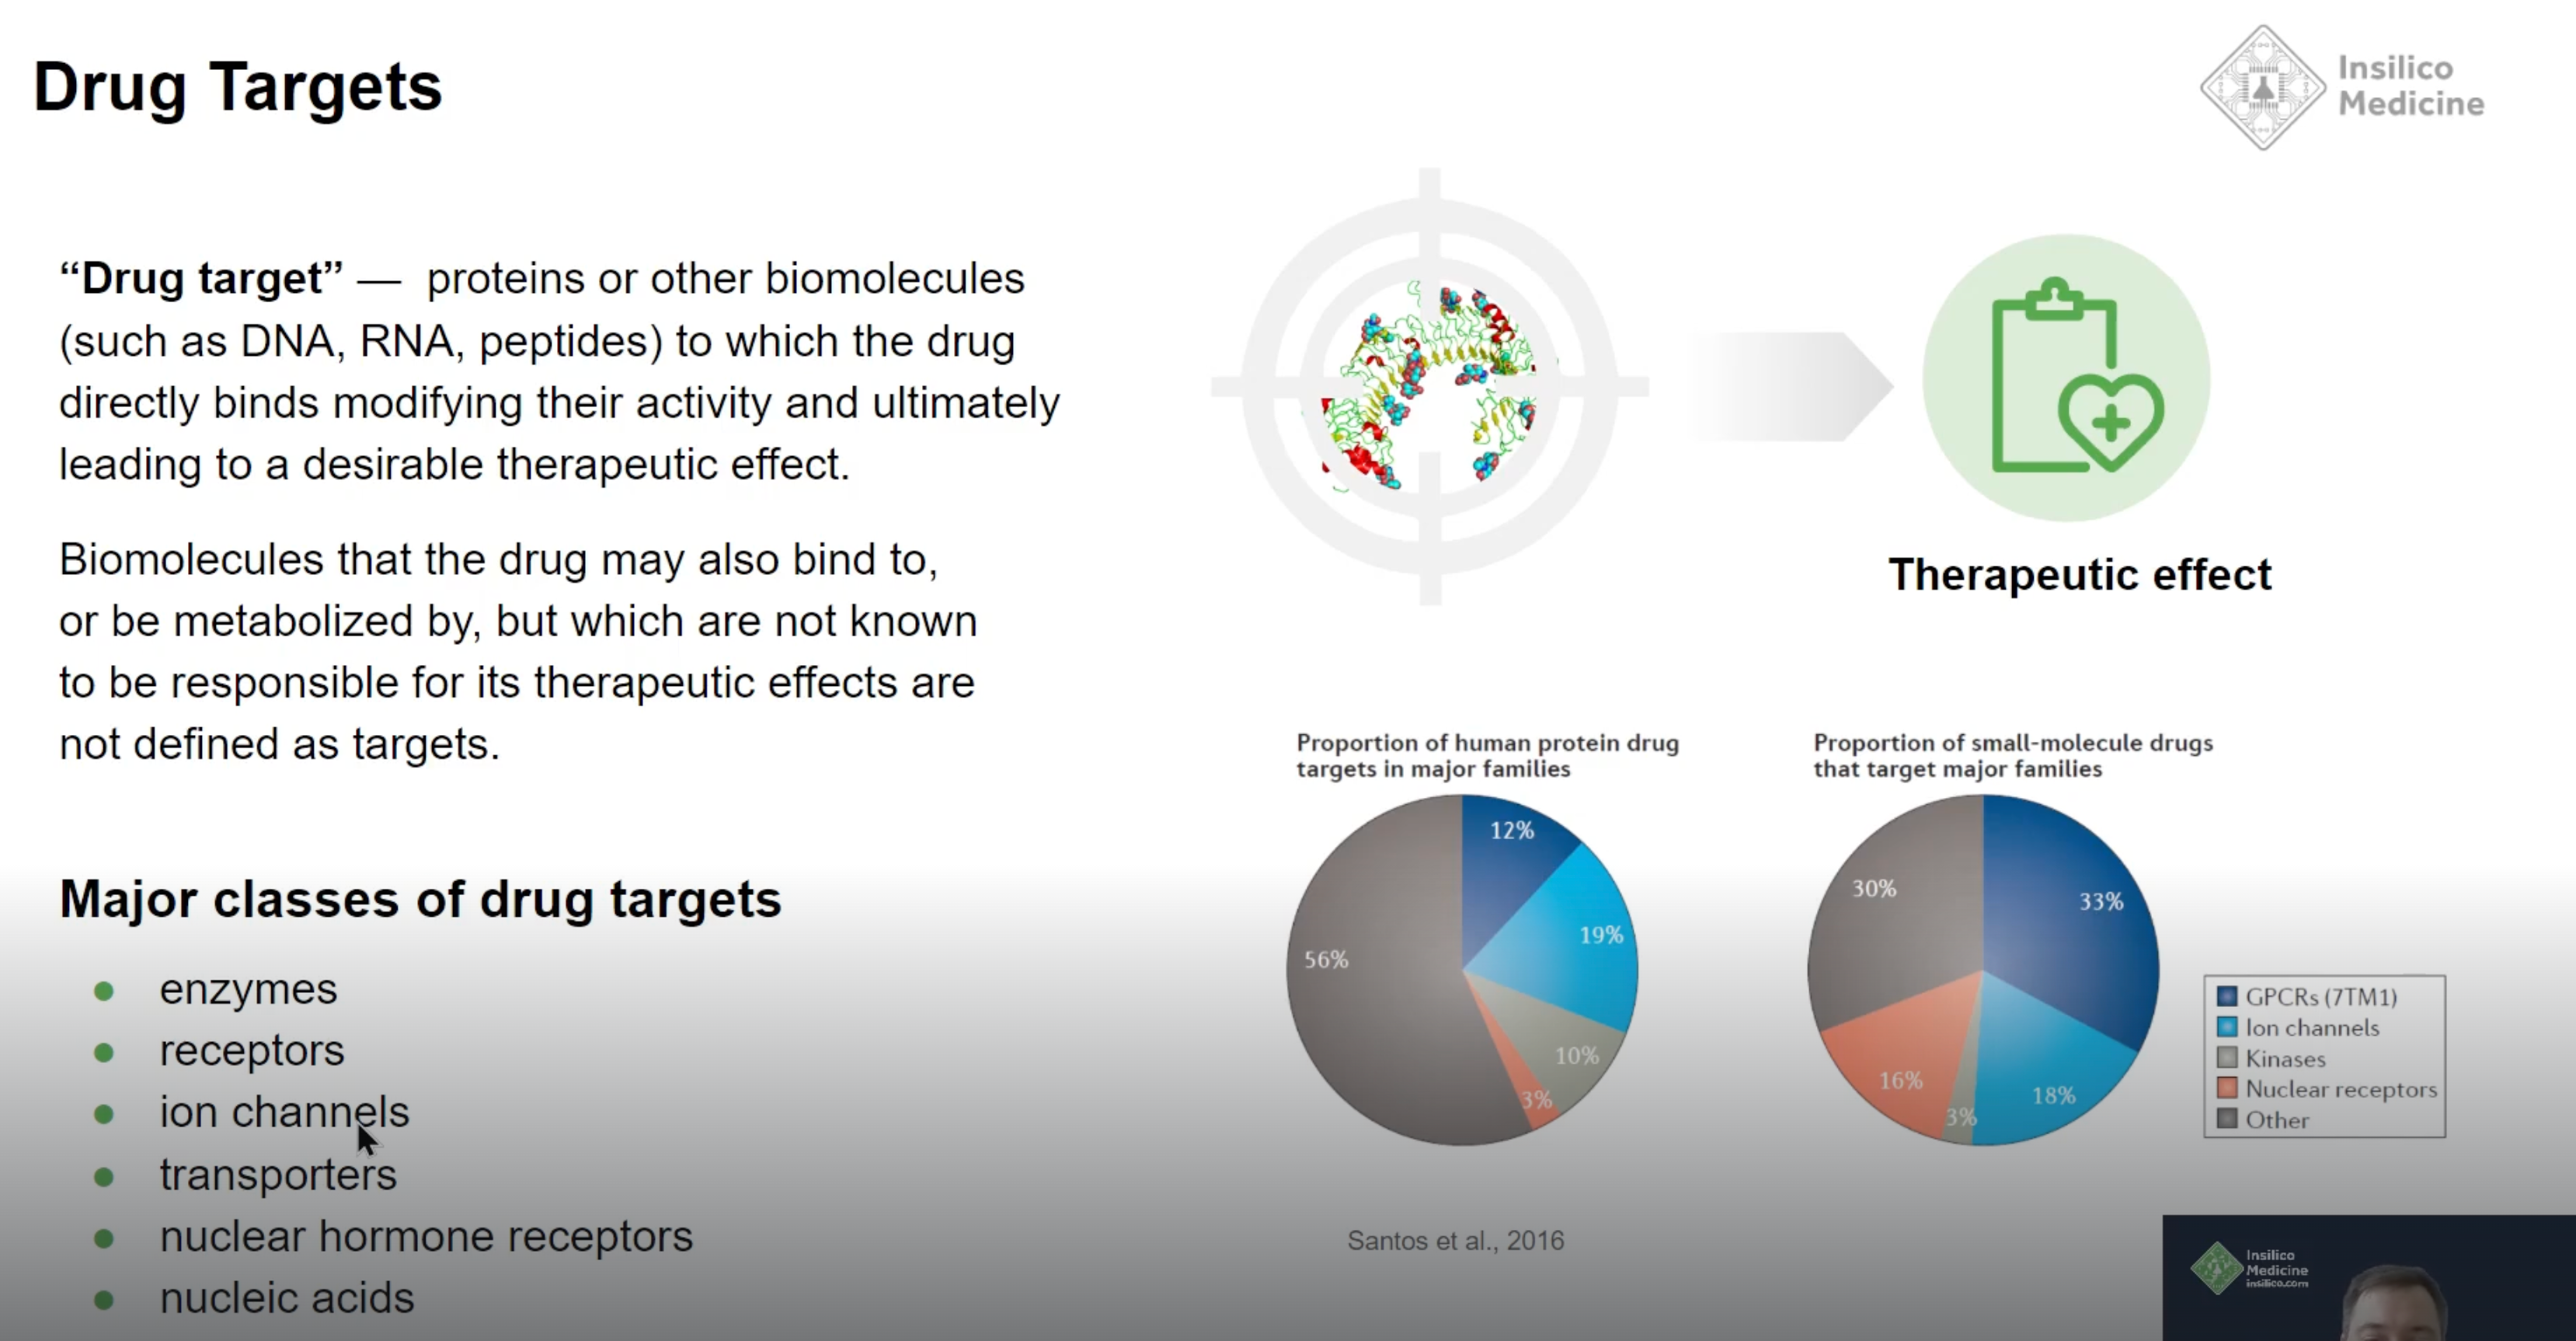 Drug Targets
Insilico
Medicine
“Drug target” — proteins or other biomolecules
(such as DNA, RNA, peptides) to which the drug
directly binds modifying their activity and ultimately
leading to a desirable therapeutic effect.
Biomolecules that the drug may also bind to,
or be metabolized by, but which are not known
to be responsible for its therapeutic effects are
not defined as targets.
Major classes of drug targets
● enzymes
● receptors
● ion channels
● transporters
● nuclear hormone receptors
● nucleic acids
Therapeutic effect
Proportion of human protein drug
targets in major families
12%
19%
10%
3%
56%
Proportion of small-molecule drugs
that target major families
33%
18%
3%
16%
30%
GPCRs (7TM1)
Ion channels
Kinases
Nuclear receptors
Other
Santos et al., 2016
Insilico
Medicine
insilico.com